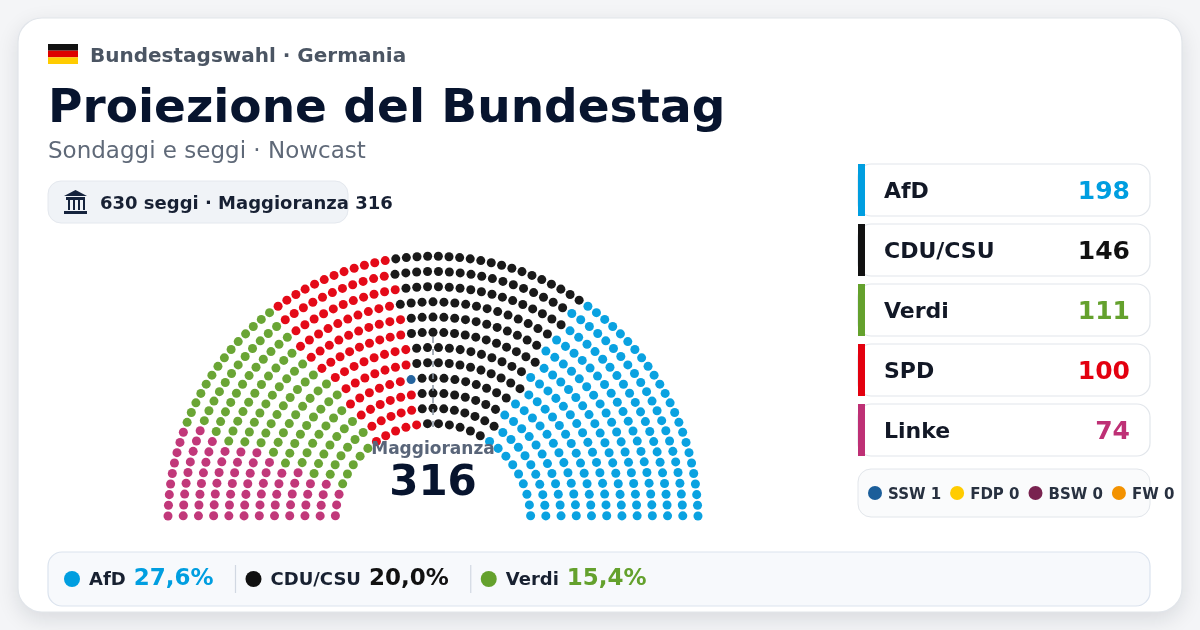 Bundestagswahl · Germania
Proiezione del Bundestag
Sondaggi e seggi · Nowcast
630 seggi · Maggioranza 316
AfD 198
CDU/CSU 146
Verdi 111
SPD 100
Linke 74
SSW 1 FDP 0 BSW 0 FW 0
Maggioranza
316
AfD 27,6% CDU/CSU 20,0% Verdi 15,4%